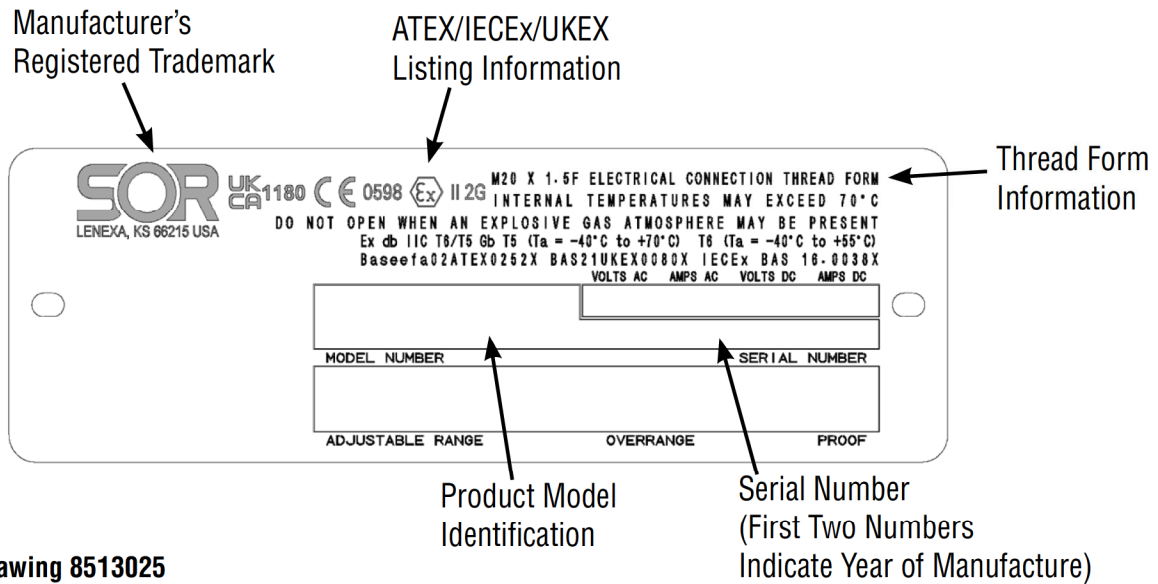 Manufacturer's
Registered Trademark
ATEX/IECEx/UKEX
Listing Information
Thread Form
Information
SOR
LENEXA, KS 66215 USA
UK
CA 1180 CE 0598 Ex II 2G
M20 X 1.5F ELECTRICAL CONNECTION THREAD FORM
INTERNAL TEMPERATURES MAY EXCEED 70°C
DO NOT OPEN WHEN AN EXPLOSIVE GAS ATMOSPHERE MAY BE PRESENT
Ex db IIC T6/T5 Gb T5 (Ta = -40°C to +70°C) T6 (Ta = -40°C to +55°C)
Baseefa02ATEX0252X BAS21UKEX0080X IECEx BAS 16.0038X
VOLTS AC AMPS AC VOLTS DC AMPS DC
MODEL NUMBER SERIAL NUMBER
ADJUSTABLE RANGE OVERRANGE PROOF
Product Model
Identification
Serial Number
(First Two Numbers
Indicate Year of Manufacture)
awing 8513025